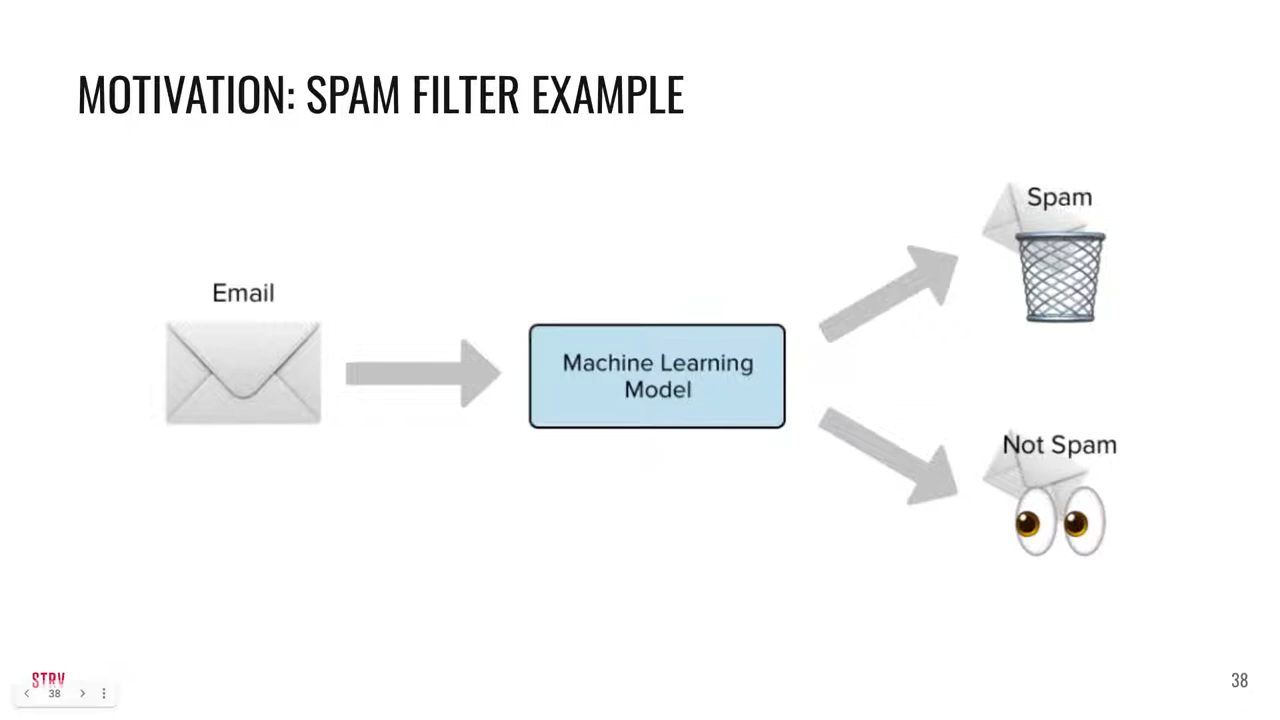 MOTIVATION: SPAM FILTER EXAMPLE
Spam
Email
Machine Learning
Model
Not Spam
STRV
38
38